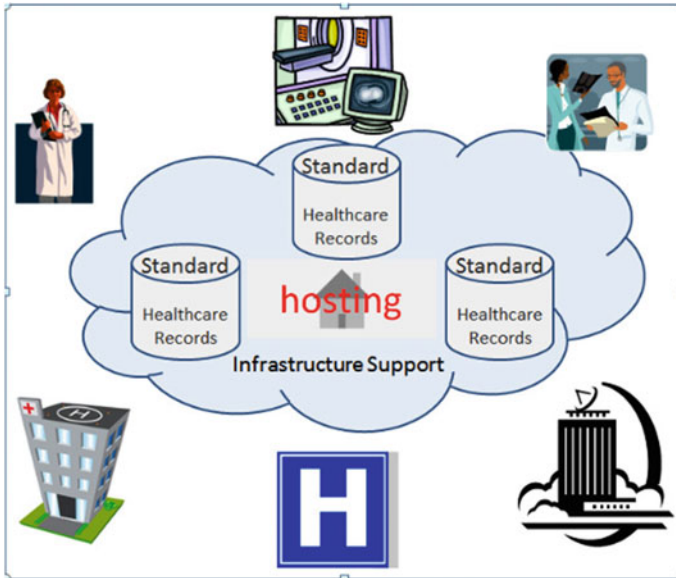 Standard
Healthcare
Records
Standard
Healthcare
Records
hosting
Standard
Healthcare
Records
Infrastructure Support
H
H